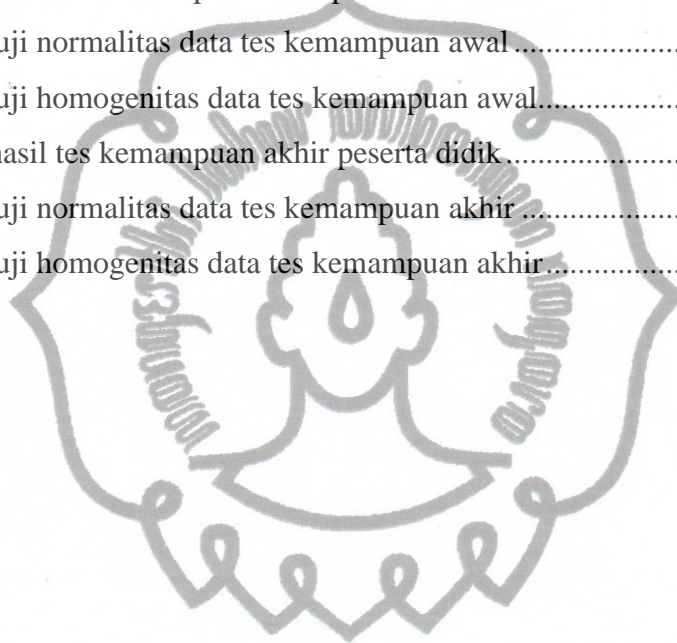 uji normalitas data tes kemampuan awal....................
uji homogenitas data tes kemampuan awal.................
hasil tes kemampuan akhir peserta didik.....................
uji normalitas data tes kemampuan akhir...................
uji homogenitas data tes kemampuan akhir................